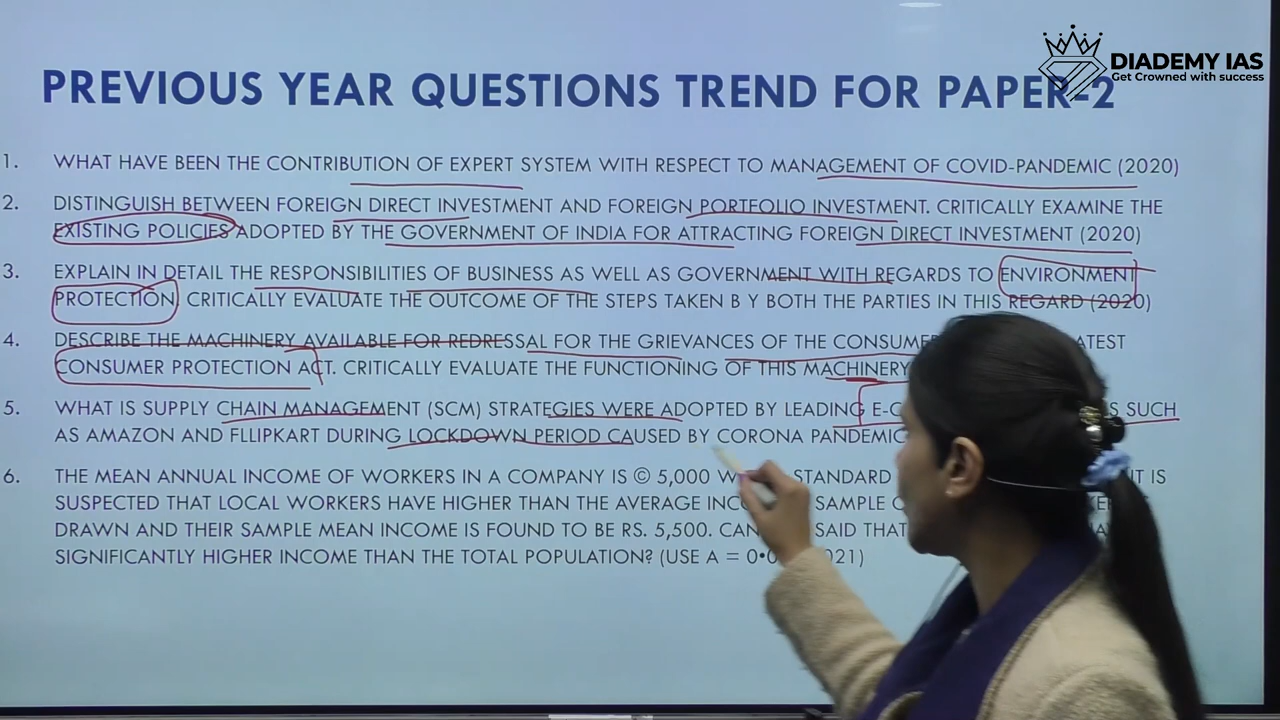 DIADEMY IAS
Get Crowned with success
PREVIOUS YEAR QUESTIONS TREND FOR PAPER-2
1. WHAT HAVE BEEN THE CONTRIBUTION OF EXPERT SYSTEM WITH RESPECT TO MANAGEMENT OF COVID-PANDEMIC (2020)
2. DISTINGUISH BETWEEN FOREIGN DIRECT INVESTMENT AND FOREIGN PORTFOLIO INVESTMENT. CRITICALLY EXAMINE THE
EXISTING POLICIES ADOPTED BY THE GOVERNMENT OF INDIA FOR ATTRACTING FOREIGN DIRECT INVESTMENT (2020)
3. EXPLAIN IN DETAIL THE RESPONSIBILITIES OF BUSINESS AS WELL AS GOVERNMENT WITH REGARDS TO ENVIRONMENT
PROTECTION. CRITICALLY EVALUATE THE OUTCOME OF THE STEPS TAKEN B Y BOTH THE PARTIES IN THIS REGARD (2020)
4. DESCRIBE THE MACHINERY AVAILABLE FOR REDRESSAL FOR THE GRIEVANCES OF THE
CONSUMER PROTECTION ACT. CRITICALLY EVALUATE THE FUNCTIONING OF THIS MACHINERY
5. WHAT IS SUPPLY CHAIN MANAGEMENT (SCM) STRATEGIES WERE ADOPTED BY LEADING SUCH
AS AMAZON AND FLLIPKART DURING LOCKDOWN PERIOD CAUSED BY CORONA PANDEMIC
6. THE MEAN ANNUAL INCOME OF WORKERS IN A COMPANY IS © 5,000 STANDARD IT IS
SUSPECTED THAT LOCAL WORKERS HAVE HIGHER THAN THE AVERAGE SAMPLE
DRAWN AND THEIR SAMPLE MEAN INCOME IS FOUND TO BE RS. 5,500. CAN SAID THAT
SIGNIFICANTLY HIGHER INCOME THAN THE TOTAL POPULATION? (USE A =